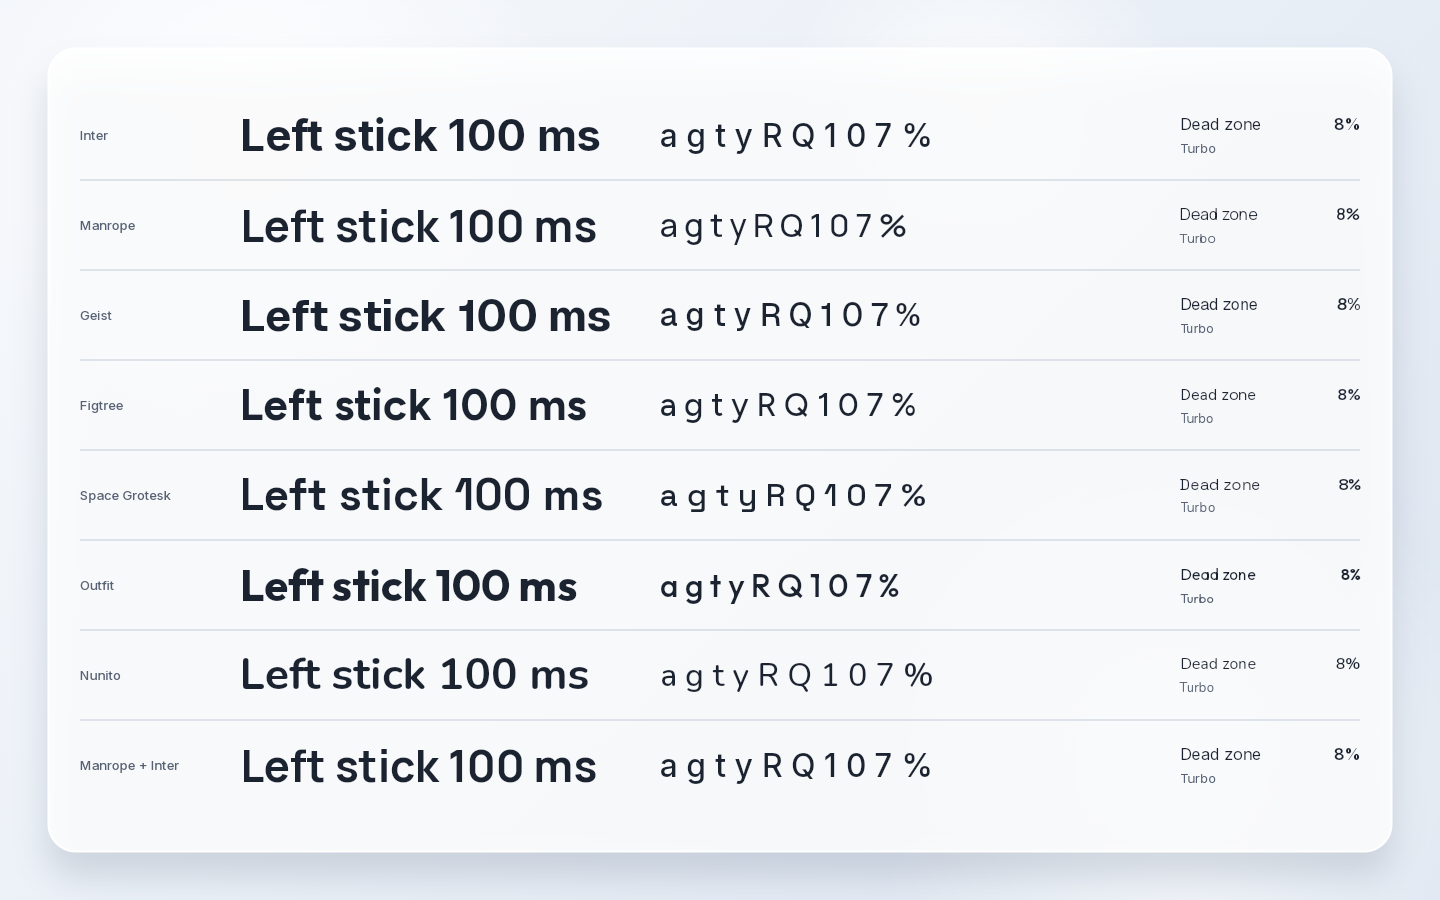 Inter Left stick 100 ms a g t y R Q 1 0 7 % Dead zone 8%
Turbo
Manrope Left stick 100 ms a g t y R Q 1 0 7 % Dead zone 8%
Turbo
Geist Left stick 100 ms a g t y R Q 1 0 7 % Dead zone 8%
Turbo
Figtree Left stick 100 ms a g t y R Q 1 0 7 % Dead zone 8%
Turbo
Space Grotesk Left stick 100 ms a g t y R Q 1 0 7 % Dead zone 8%
Turbo
Outfit Left stick 100 ms a g t y R Q 1 0 7 % Dead zone 8%
Turbo
Nunito Left stick 100 ms a g t y R Q 1 0 7 % Dead zone 8%
Turbo
Manrope + Inter Left stick 100 ms a g t y R Q 1 0 7 % Dead zone 8%
Turbo